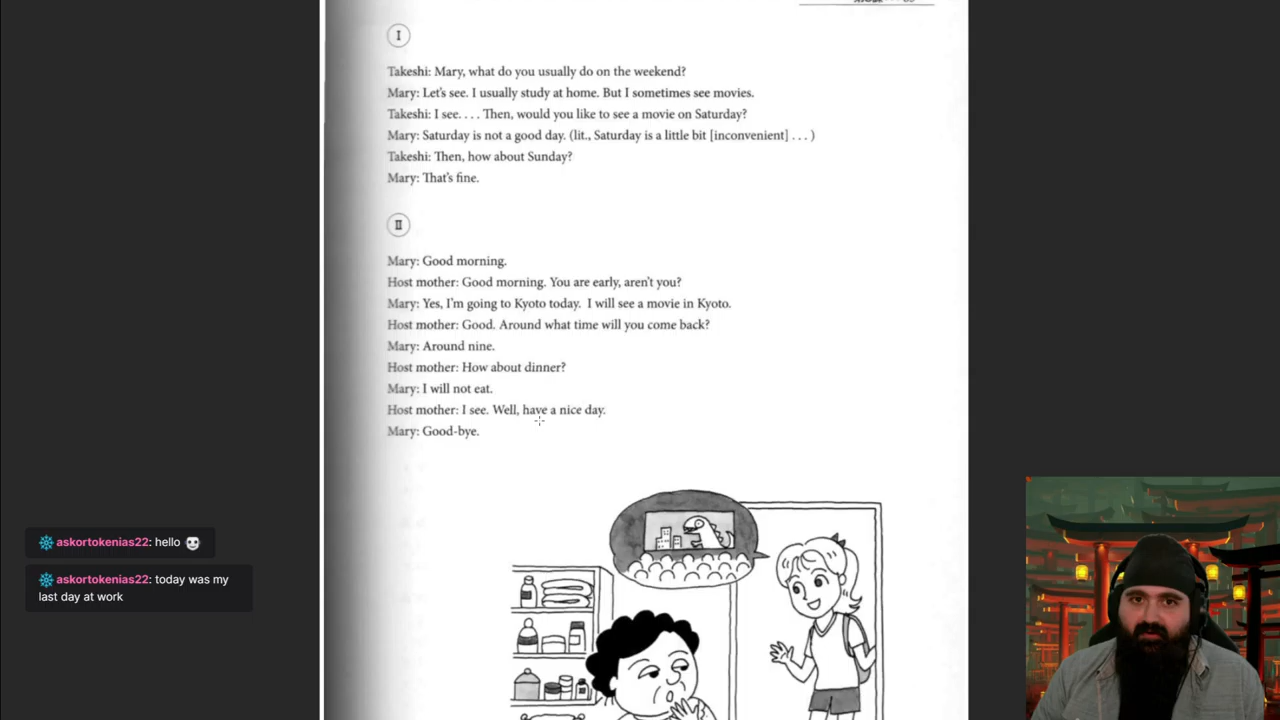 I
Takeshi: Mary, what do you usually do on the weekend?
Mary: Let's see. I usually study at home. But I sometimes see movies.
Takeshi: I see. . . . Then, would you like to see a movie on Saturday?
Mary: Saturday is not a good day. (lit., Saturday is a little bit [inconvenient] . . . )
Takeshi: Then, how about Sunday?
Mary: That's fine.
II
Mary: Good morning.
Host mother: Good morning. You are early, aren't you?
Mary: Yes, I'm going to Kyoto today. I will see a movie in Kyoto.
Host mother: Good. Around what time will you come back?
Mary: Around nine.
Host mother: How about dinner?
Mary: I will not eat.
Host mother: I see. Well, have a nice day.
Mary: Good-bye.
askortokenias22: hello
askortokenias22: today was my
last day at work